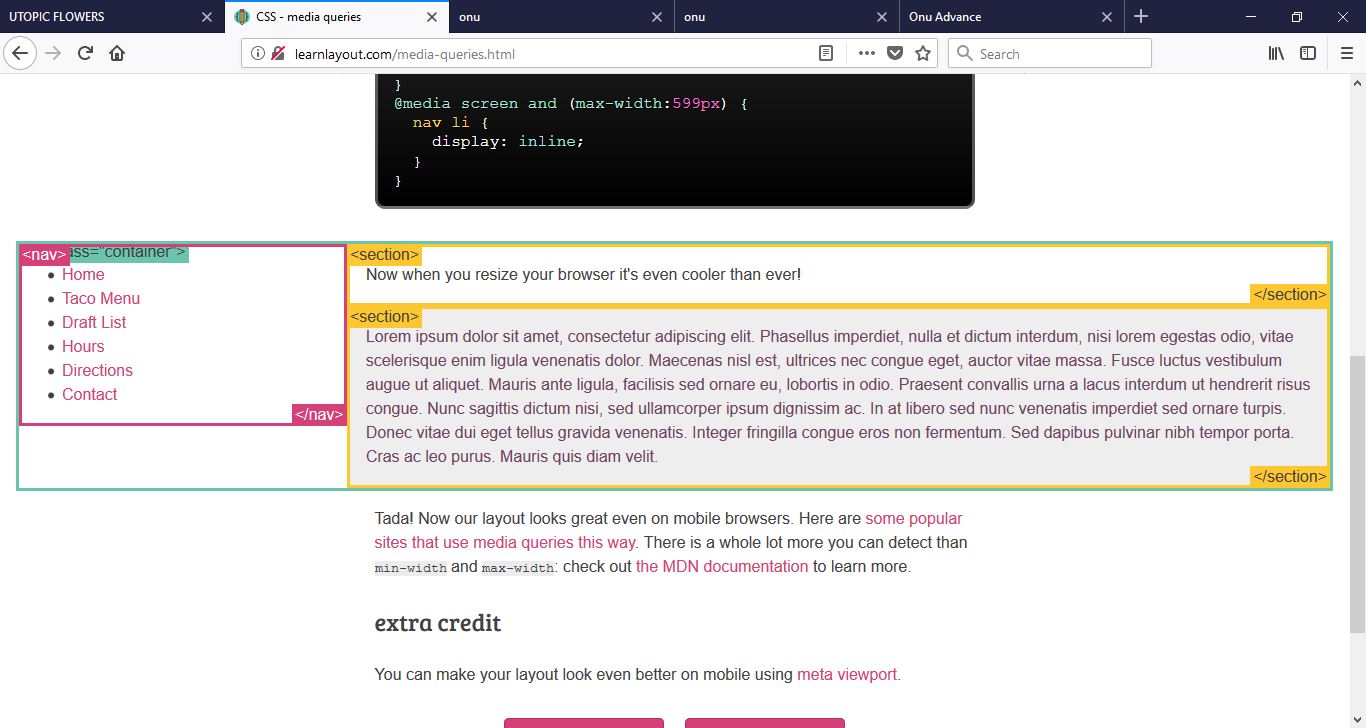 UTOPIC FLOWERS
CSS - media queries
onu
onu
Onu Advance
learnlayout.com/media-queries.html
Search
}
@media screen and (max-width:599px) {
nav li {
display: inline;
}
}
<nav>
ass="container">
Home
Taco Menu
Draft List
Hours
Directions
Contact
</nav>
<section>
Now when you resize your browser it's even cooler than ever!
</section>
<section>
Lorem ipsum dolor sit amet, consectetur adipiscing elit. Phasellus imperdiet, nulla et dictum interdum, nisi lorem egestas odio, vitae
scelerisque enim ligula venenatis dolor. Maecenas nisl est, ultrices nec congue eget, auctor vitae massa. Fusce luctus vestibulum
augue ut aliquet. Mauris ante ligula, facilisis sed ornare eu, lobortis in odio. Praesent convallis urna a lacus interdum ut hendrerit risus
congue. Nunc sagittis dictum nisi, sed ullamcorper ipsum dignissim ac. In at libero sed nunc venenatis imperdiet sed ornare turpis.
Donec vitae dui eget tellus gravida venenatis. Integer fringilla congue eros non fermentum. Sed dapibus pulvinar nibh tempor porta.
Cras ac leo purus. Mauris quis diam velit.
</section>
Tada! Now our layout looks great even on mobile browsers. Here are some popular
sites that use media queries this way. There is a whole lot more you can detect than
min-width and max-width: check out the MDN documentation to learn more.
extra credit
You can make your layout look even better on mobile using meta viewport.